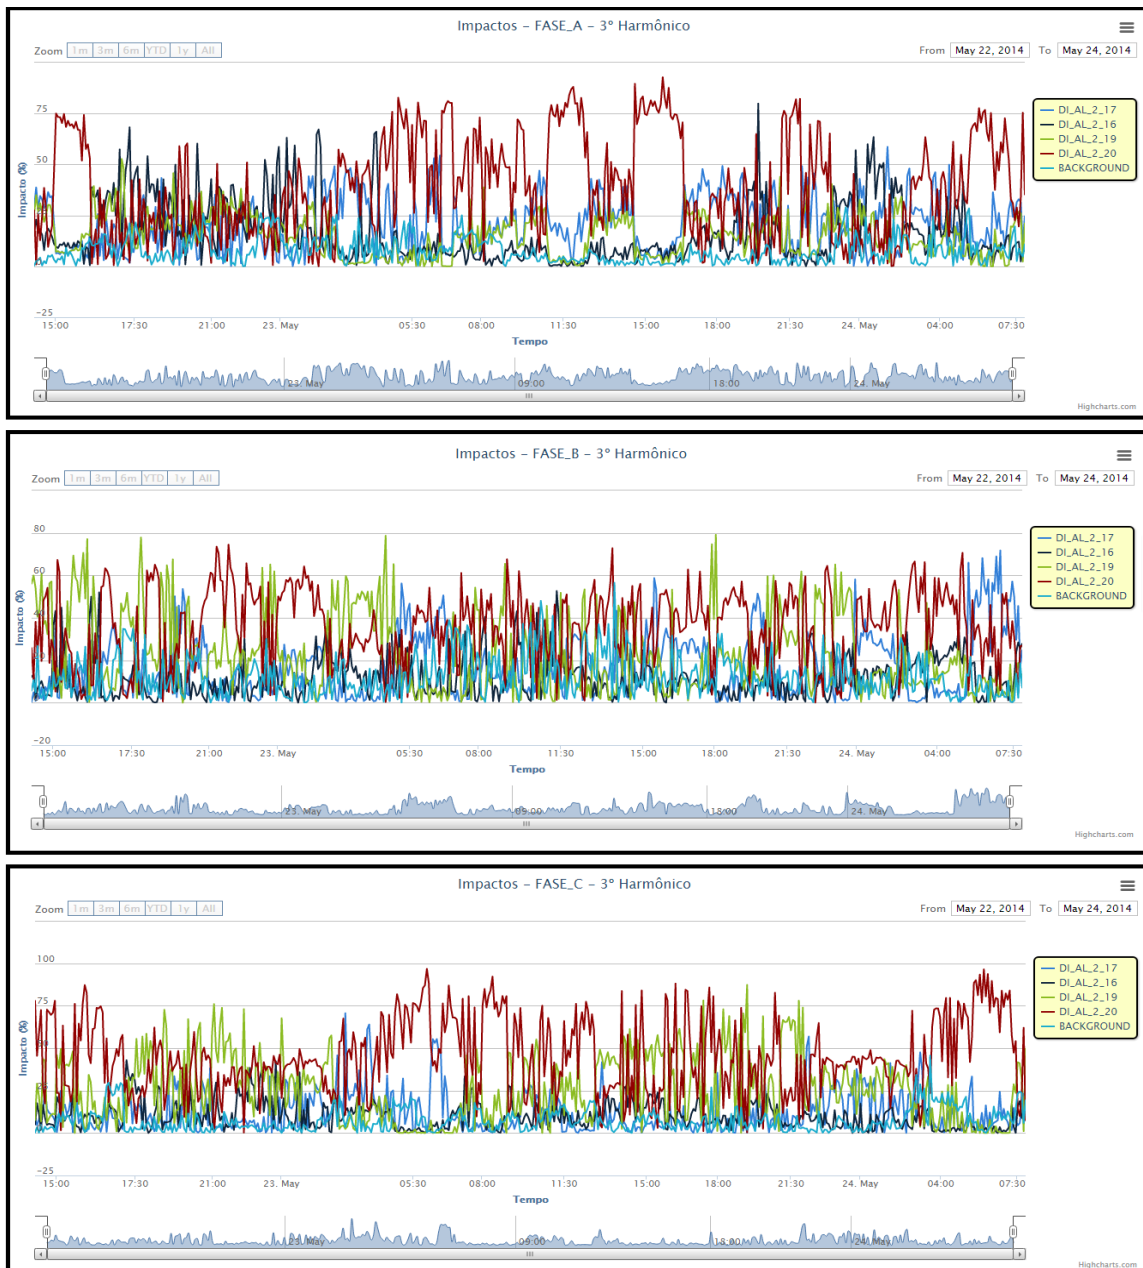 Impactos – FASE_A – 3º Harmônico
Zoom 1m 3m 6m YTD 1y All From May 22, 2014 To May 24, 2014
75
50
−25
Impacto (%)
DI_AL_2_17
DI_AL_2_16
DI_AL_2_19
DI_AL_2_20
BACKGROUND
15:00 17:30 21:00 23. May 05:30 08:00 11:30 15:00 18:00 21:30 24. May 04:00 07:30
Tempo
23. May 09:00 18:00 24. May
Highcharts.com
Impactos – FASE_B – 3º Harmônico
Zoom 1m 3m 6m YTD 1y All From May 22, 2014 To May 24, 2014
80
60
−20
Impacto (%)
DI_AL_2_17
DI_AL_2_16
DI_AL_2_19
DI_AL_2_20
BACKGROUND
15:00 17:30 21:00 23. May 05:30 08:00 11:30 15:00 18:00 21:30 24. May 04:00 07:30
Tempo
23. May 09:00 18:00 24. May
Highcharts.com
Impactos – FASE_C – 3º Harmônico
Zoom 1m 3m 6m YTD 1y All From May 22, 2014 To May 24, 2014
100
75
−25
Impacto (%)
DI_AL_2_17
DI_AL_2_16
DI_AL_2_19
DI_AL_2_20
BACKGROUND
15:00 17:30 21:00 23. May 05:30 08:00 11:30 15:00 18:00 21:30 24. May 04:00 07:30
Tempo
23. May 09:00 18:00 24. May
Highcharts.com